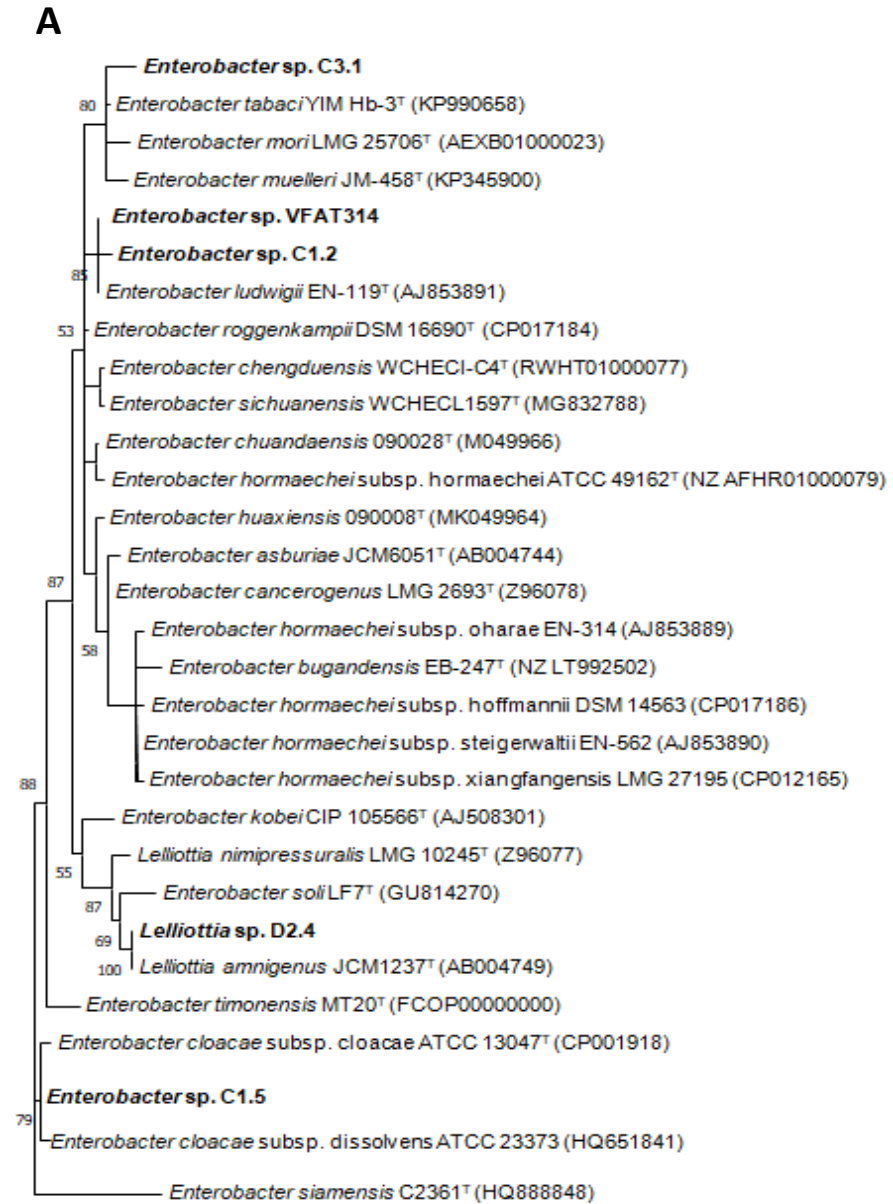 A
Enterobacter sp. C3.1
80
Enterobacter tabaci YIM Hb-3ᵀ (KP990658)
Enterobacter mori LMG 25706ᵀ (AEXB01000023)
Enterobacter muelleri JM-458ᵀ (KP345900)
Enterobacter sp. VFAT314
Enterobacter sp. C1.2
85
Enterobacter ludwigii EN-119ᵀ (AJ853891)
53
Enterobacter roggenkampii DSM 16690ᵀ (CP017184)
Enterobacter chengduensis WCHECl-C4ᵀ (RWHT01000077)
Enterobacter sichuanensis WCHECL1597ᵀ (MG832788)
Enterobacter chuandaensis 090028ᵀ (M049966)
Enterobacter hormaechei subsp. hormaechei ATCC 49162ᵀ (NZ AFHR01000079)
Enterobacter huaxiensis 090008ᵀ (MK049964)
Enterobacter asburiae JCM6051ᵀ (AB004744)
87
Enterobacter cancerogenus LMG 2693ᵀ (Z96078)
Enterobacter hormaechei subsp. oharae EN-314 (AJ853889)
58
Enterobacter bugandensis EB-247ᵀ (NZ LT992502)
Enterobacter hormaechei subsp. hoffmannii DSM 14563 (CP017186)
Enterobacter hormaechei subsp. steigerwaltii EN-562 (AJ853890)
88
Enterobacter hormaechei subsp. xiangfangensis LMG 27195 (CP012165)
Enterobacter kobei CIP 105566ᵀ (AJ508301)
Lelliottia nimipressuralis LMG 10245ᵀ (Z96077)
55
Enterobacter soli LF7ᵀ (GU814270)
87
Lelliottia sp. D2.4
69
Lelliottia amnigenus JCM1237ᵀ (AB004749)
100
Enterobacter timonensis MT20ᵀ (FCOP00000000)
Enterobacter cloacae subsp. cloacae ATCC 13047ᵀ (CP001918)
Enterobacter sp. C1.5
79
Enterobacter cloacae subsp. dissolvens ATCC 23373 (HQ651841)
Enterobacter siamensis C2361ᵀ (HQ888848)